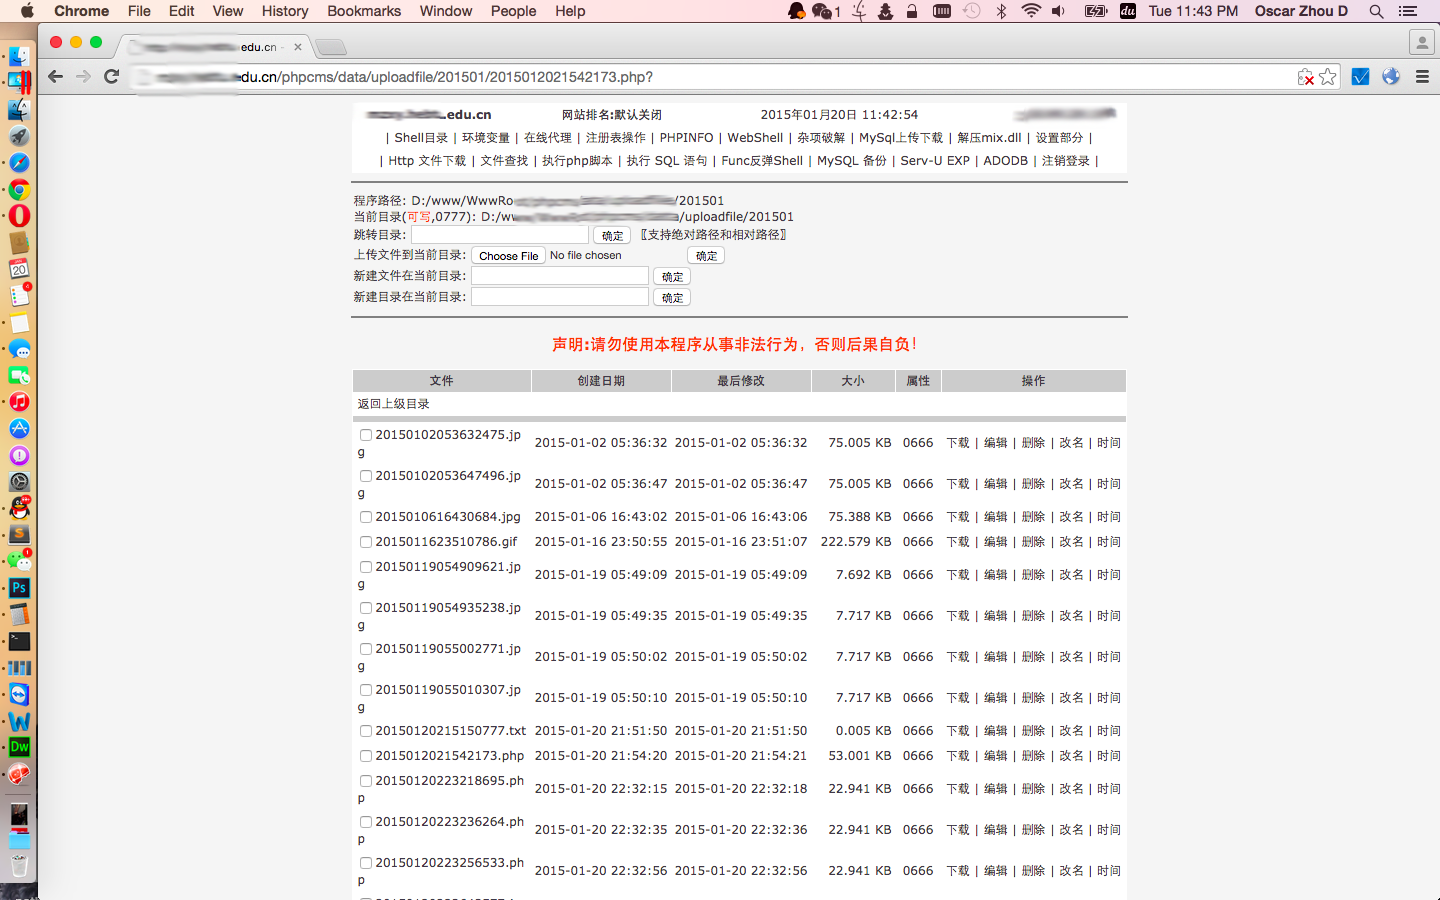 Chrome File Edit View History Bookmarks Window People Help 1 Tue 11:43 PM Oscar Zhou D
.edu.cn -
edu.cn/phpcms/data/uploadfile/201501/2015012021542173.php?
.edu.cn 网站排名:默认关闭 2015年01月20日 11:42:54
| Shell目录 | 环境变量 | 在线代理 | 注册表操作 | PHPINFO | WebShell | 杂项破解 | MySql上传下载 | 解压mix.dll | 设置部分 |
| Http 文件下载 | 文件查找 | 执行php脚本 | 执行 SQL 语句 | Func反弹Shell | MySQL 备份 | Serv-U EXP | ADODB | 注销登录 |
程序路径: D:/www/WwwRo /201501
当前目录(可写,0777): D:/w /uploadfile/201501
跳转目录: 确定 〖支持绝对路径和相对路径〗
上传文件到当前目录: Choose File No file chosen 确定
新建文件在当前目录: 确定
新建目录在当前目录: 确定
声明:请勿使用本程序从事非法行为，否则后果自负！
文件 创建日期 最后修改 大小 属性 操作
返回上级目录
20150102053632475.jp
g 2015-01-02 05:36:32 2015-01-02 05:36:32 75.005 KB 0666 下载 | 编辑 | 删除 | 改名 | 时间
20150102053647496.jp
g 2015-01-02 05:36:47 2015-01-02 05:36:47 75.005 KB 0666 下载 | 编辑 | 删除 | 改名 | 时间
2015010616430684.jpg 2015-01-06 16:43:02 2015-01-06 16:43:06 75.388 KB 0666 下载 | 编辑 | 删除 | 改名 | 时间
2015011623510786.gif 2015-01-16 23:50:55 2015-01-16 23:51:07 222.579 KB 0666 下载 | 编辑 | 删除 | 改名 | 时间
20150119054909621.jp
g 2015-01-19 05:49:09 2015-01-19 05:49:09 7.692 KB 0666 下载 | 编辑 | 删除 | 改名 | 时间
20150119054935238.jp
g 2015-01-19 05:49:35 2015-01-19 05:49:35 7.717 KB 0666 下载 | 编辑 | 删除 | 改名 | 时间
20150119055002771.jp
g 2015-01-19 05:50:02 2015-01-19 05:50:02 7.717 KB 0666 下载 | 编辑 | 删除 | 改名 | 时间
20150119055010307.jp
g 2015-01-19 05:50:10 2015-01-19 05:50:10 7.717 KB 0666 下载 | 编辑 | 删除 | 改名 | 时间
20150120215150777.txt 2015-01-20 21:51:50 2015-01-20 21:51:50 0.005 KB 0666 下载 | 编辑 | 删除 | 改名 | 时间
2015012021542173.php 2015-01-20 21:54:20 2015-01-20 21:54:21 53.001 KB 0666 下载 | 编辑 | 删除 | 改名 | 时间
20150120223218695.ph
p 2015-01-20 22:32:15 2015-01-20 22:32:18 22.941 KB 0666 下载 | 编辑 | 删除 | 改名 | 时间
20150120223236264.ph
p 2015-01-20 22:32:35 2015-01-20 22:32:36 22.941 KB 0666 下载 | 编辑 | 删除 | 改名 | 时间
20150120223256533.ph
p 2015-01-20 22:32:56 2015-01-20 22:32:56 22.941 KB 0666 下载 | 编辑 | 删除 | 改名 | 时间